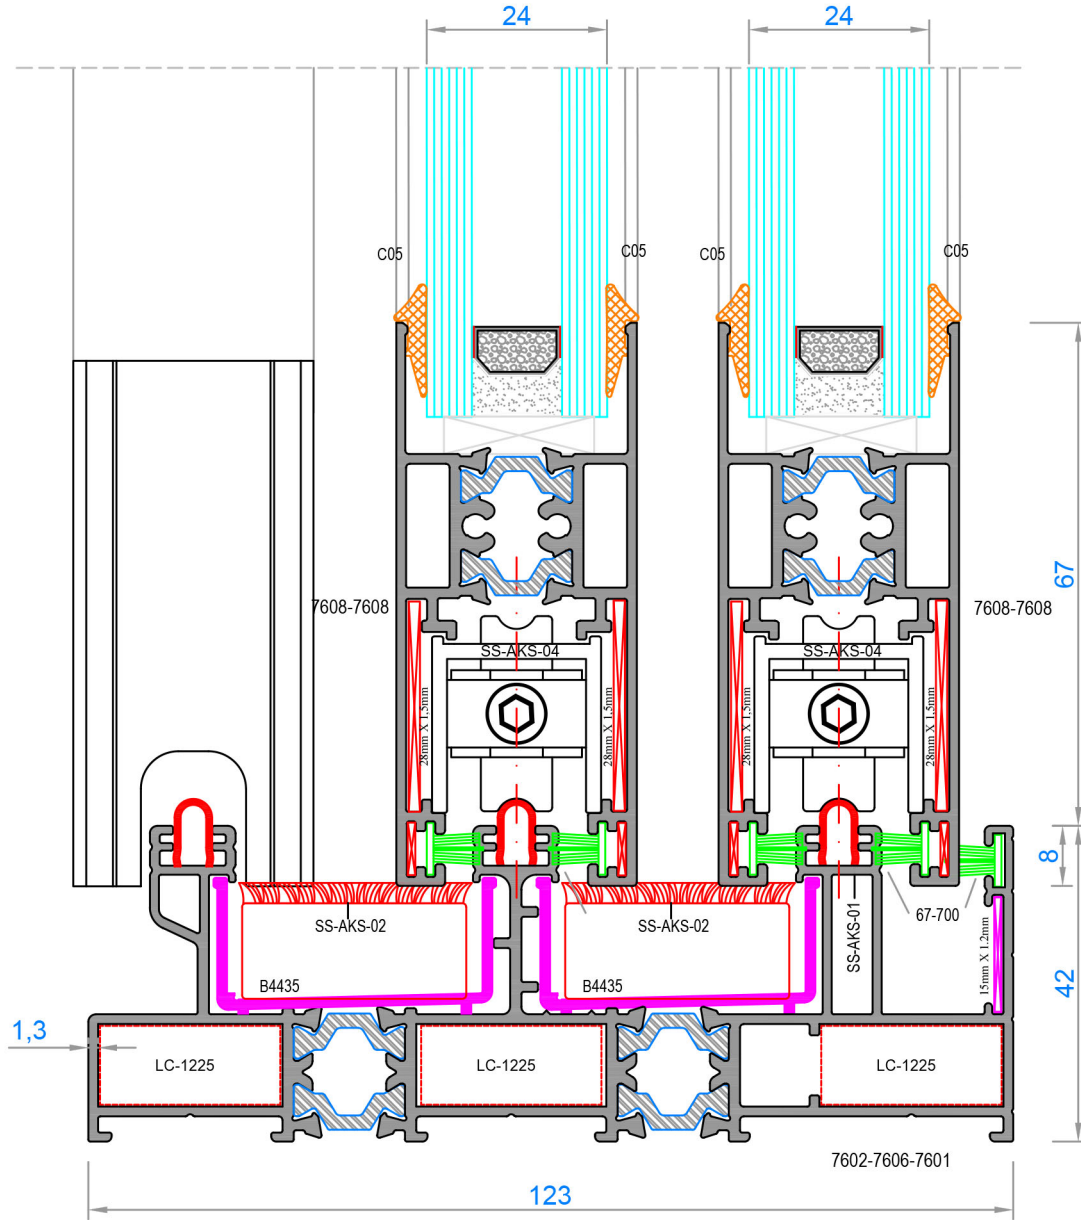 24
24
C05
C05
C05
C05
67
7608-7608
7608-7608
SS-AKS-04
SS-AKS-04
28mm X 1,5mm
28mm X 1,5mm
28mm X 1,5mm
28mm X 1,5mm
8
67-700
SS-AKS-02
SS-AKS-02
SS-AKS-01
15mm X 1.2mm
B4435
B4435
42
1,3
LC-1225
LC-1225
LC-1225
7602-7606-7601
123